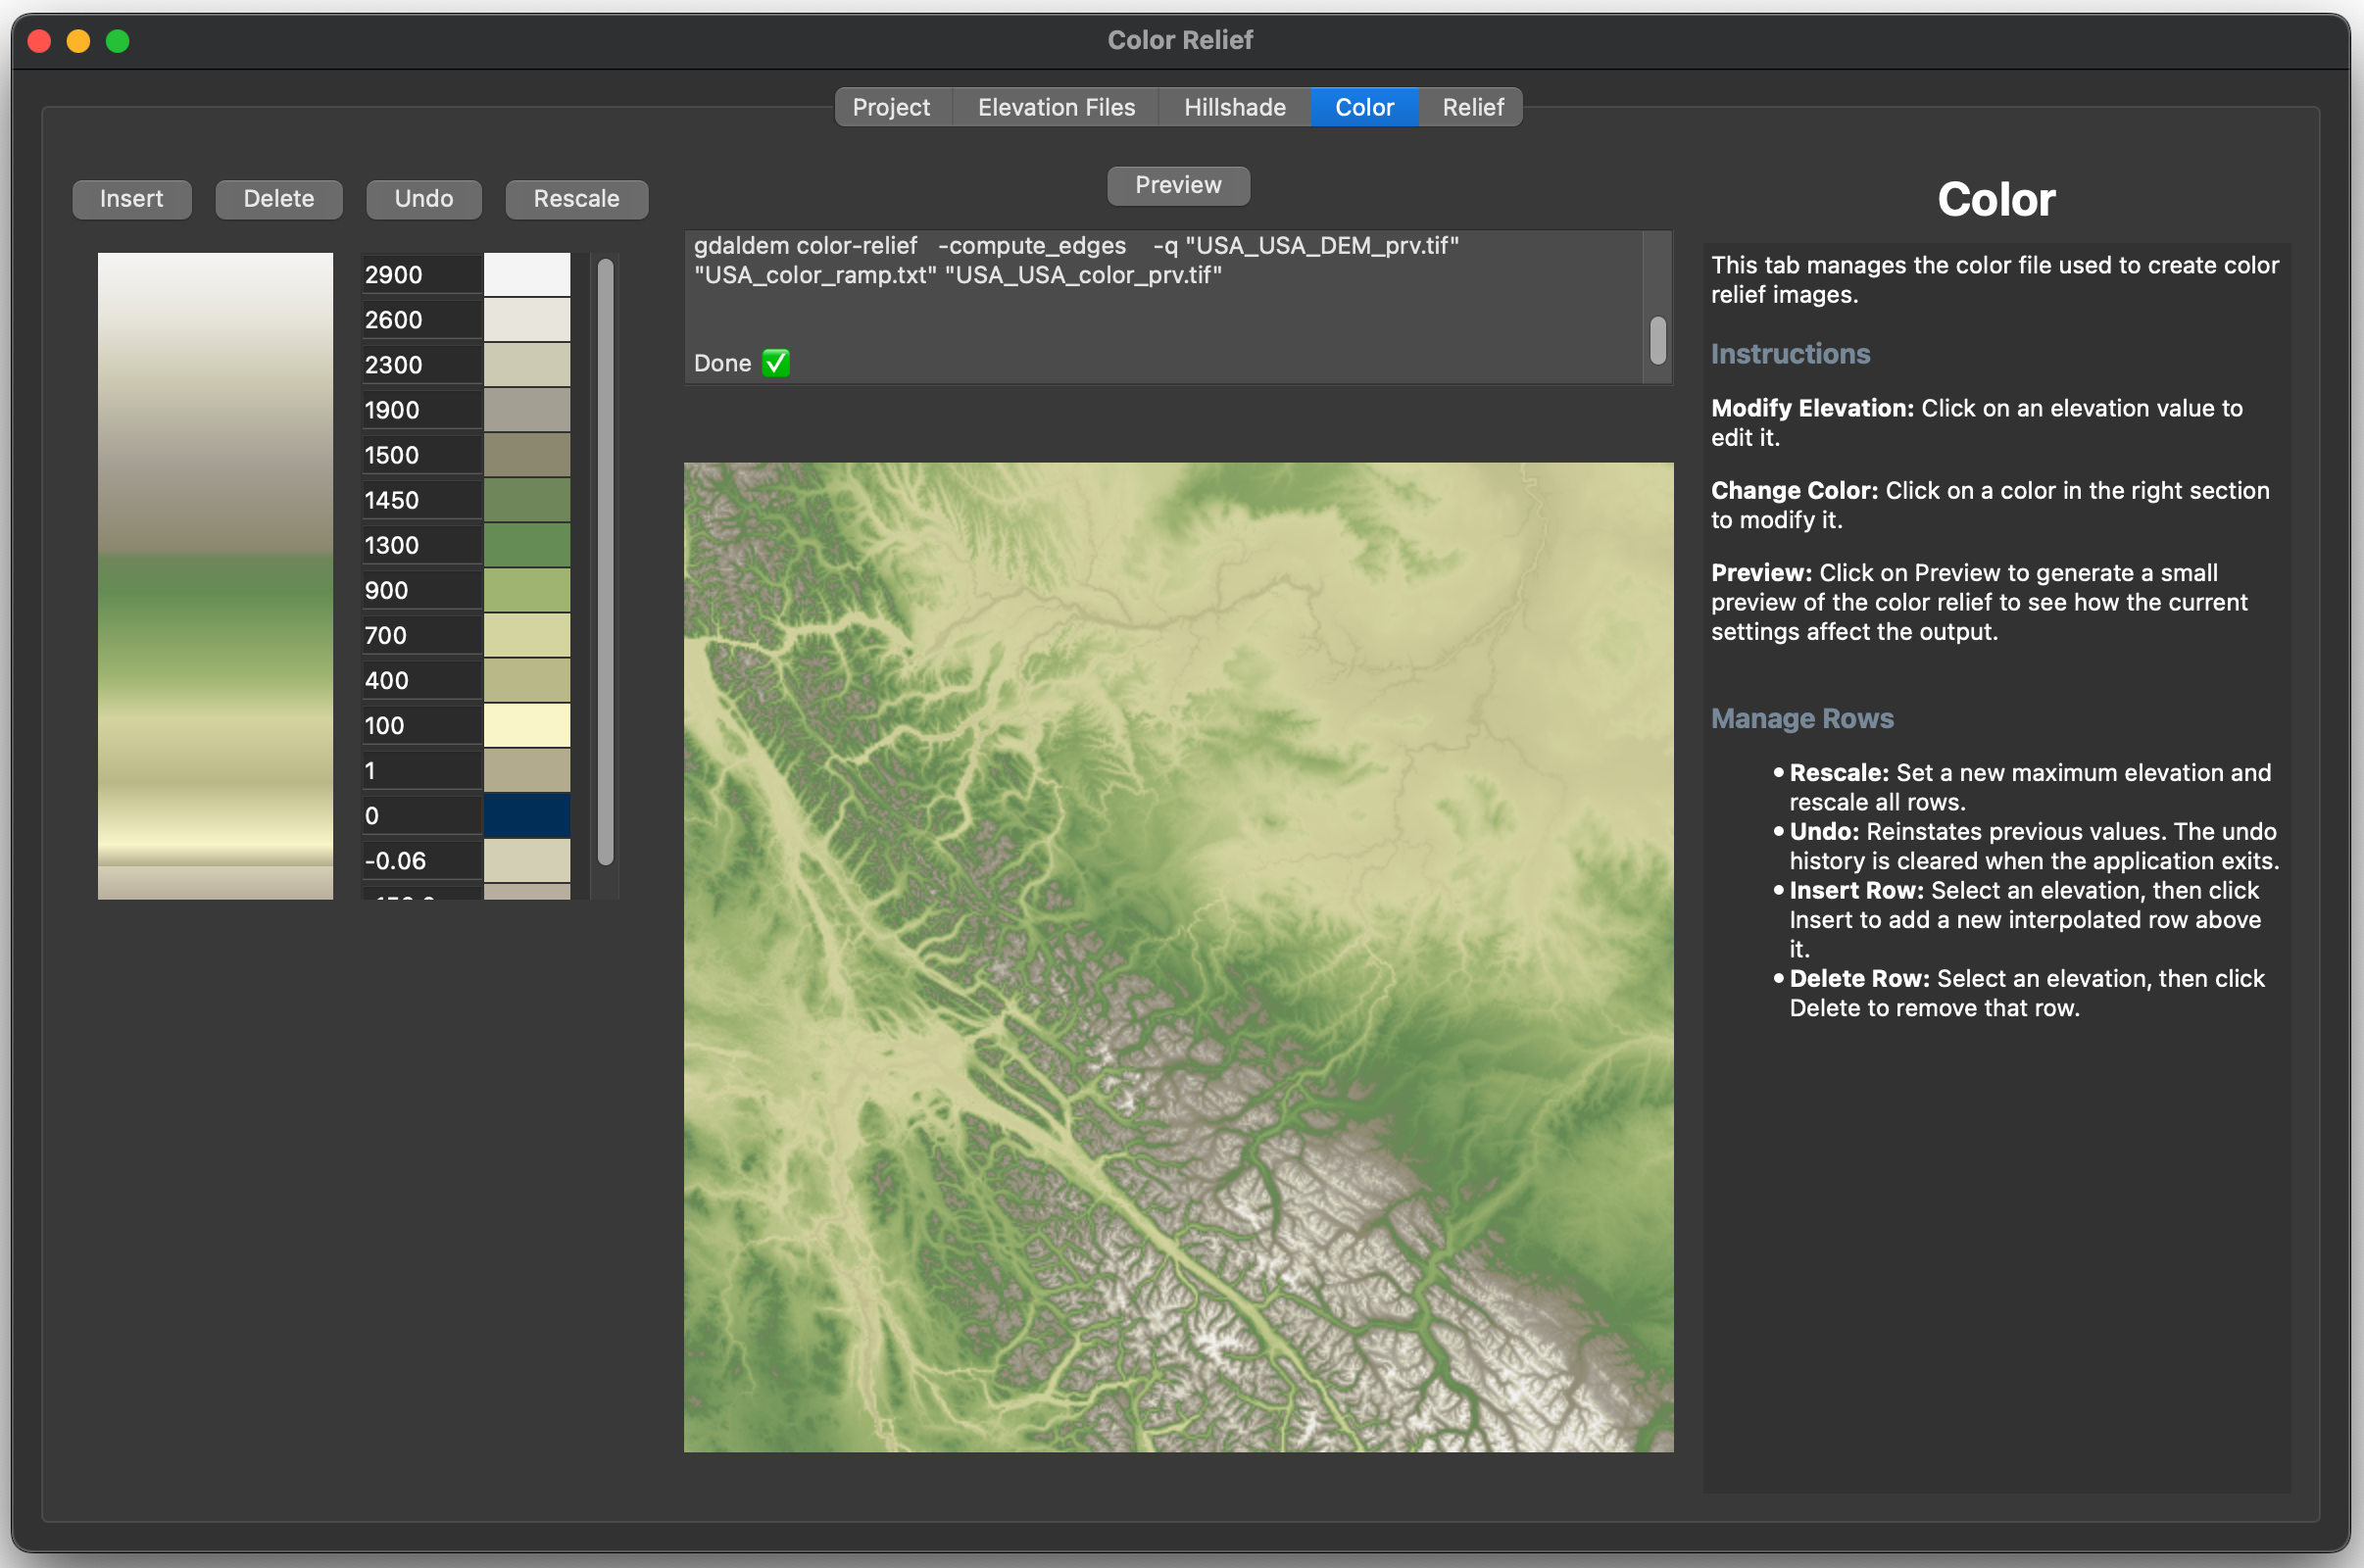 Color Relief
Project
Elevation Files
Hillshade
Color
Relief
Insert
Delete
Undo
Rescale
2900
2600
2300
1900
1500
1450
1300
900
700
400
100
1
0
-0.06
Preview
gdaldem color-relief   -compute_edges    -q "USA_USA_DEM_prv.tif"
"USA_color_ramp.txt" "USA_USA_color_prv.tif"
Done ✅
Color
This tab manages the color file used to create color
relief images.
Instructions
Modify Elevation: Click on an elevation value to
edit it.
Change Color: Click on a color in the right section
to modify it.
Preview: Click on Preview to generate a small
preview of the color relief to see how the current
settings affect the output.
Manage Rows
• Rescale: Set a new maximum elevation and
rescale all rows.
• Undo: Reinstates previous values. The undo
history is cleared when the application exits.
• Insert Row: Select an elevation, then click
Insert to add a new interpolated row above
it.
• Delete Row: Select an elevation, then click
Delete to remove that row.